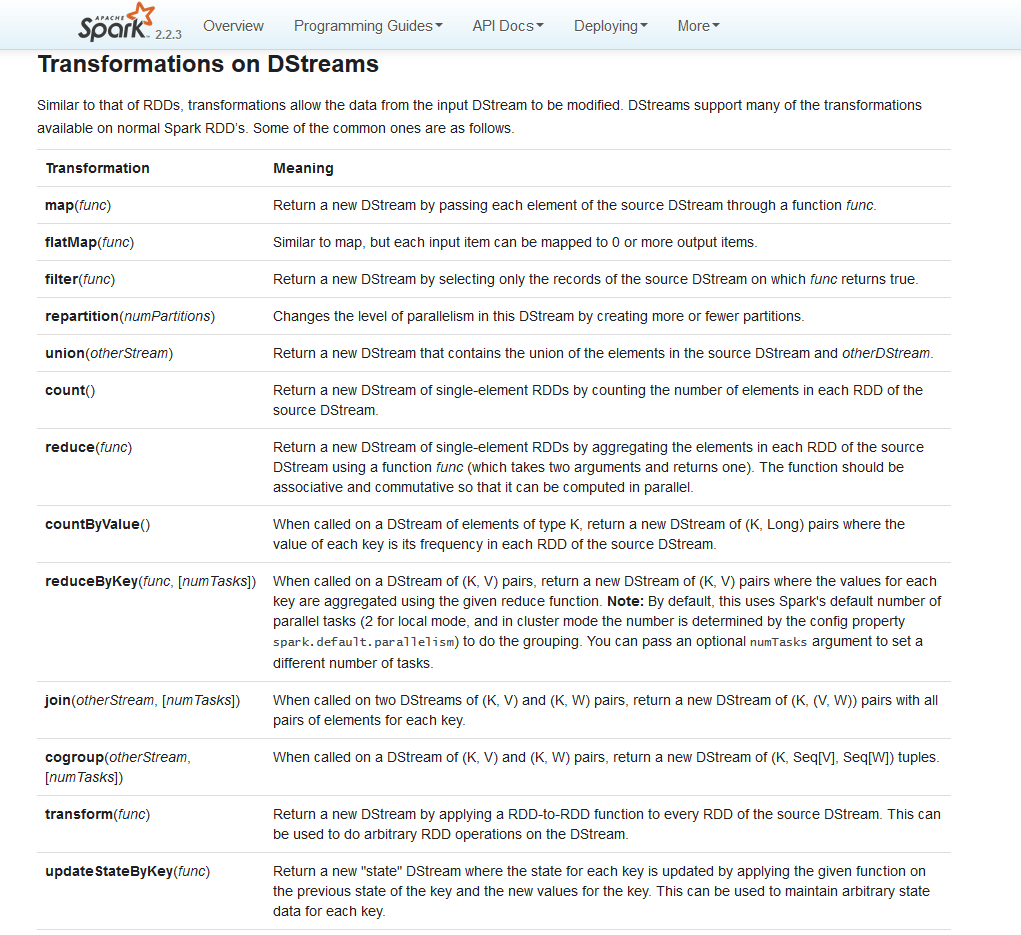 APACHE
Spark 2.2.3 Overview Programming Guides API Docs Deploying More
Transformations on DStreams
Similar to that of RDDs, transformations allow the data from the input DStream to be modified. DStreams support many of the transformations
available on normal Spark RDD's. Some of the common ones are as follows.
Transformation Meaning
map(func) Return a new DStream by passing each element of the source DStream through a function func.
flatMap(func) Similar to map, but each input item can be mapped to 0 or more output items.
filter(func) Return a new DStream by selecting only the records of the source DStream on which func returns true.
repartition(numPartitions) Changes the level of parallelism in this DStream by creating more or fewer partitions.
union(otherStream) Return a new DStream that contains the union of the elements in the source DStream and otherDStream.
count() Return a new DStream of single-element RDDs by counting the number of elements in each RDD of the
source DStream.
reduce(func) Return a new DStream of single-element RDDs by aggregating the elements in each RDD of the source
DStream using a function func (which takes two arguments and returns one). The function should be
associative and commutative so that it can be computed in parallel.
countByValue() When called on a DStream of elements of type K, return a new DStream of (K, Long) pairs where the
value of each key is its frequency in each RDD of the source DStream.
reduceByKey(func, [numTasks]) When called on a DStream of (K, V) pairs, return a new DStream of (K, V) pairs where the values for each
key are aggregated using the given reduce function. Note: By default, this uses Spark's default number of
parallel tasks (2 for local mode, and in cluster mode the number is determined by the config property
spark.default.parallelism) to do the grouping. You can pass an optional numTasks argument to set a
different number of tasks.
join(otherStream, [numTasks]) When called on two DStreams of (K, V) and (K, W) pairs, return a new DStream of (K, (V, W)) pairs with all
pairs of elements for each key.
cogroup(otherStream, When called on a DStream of (K, V) and (K, W) pairs, return a new DStream of (K, Seq[V], Seq[W]) tuples.
[numTasks])
transform(func) Return a new DStream by applying a RDD-to-RDD function to every RDD of the source DStream. This can
be used to do arbitrary RDD operations on the DStream.
updateStateByKey(func) Return a new "state" DStream where the state for each key is updated by applying the given function on
the previous state of the key and the new values for the key. This can be used to maintain arbitrary state
data for each key.